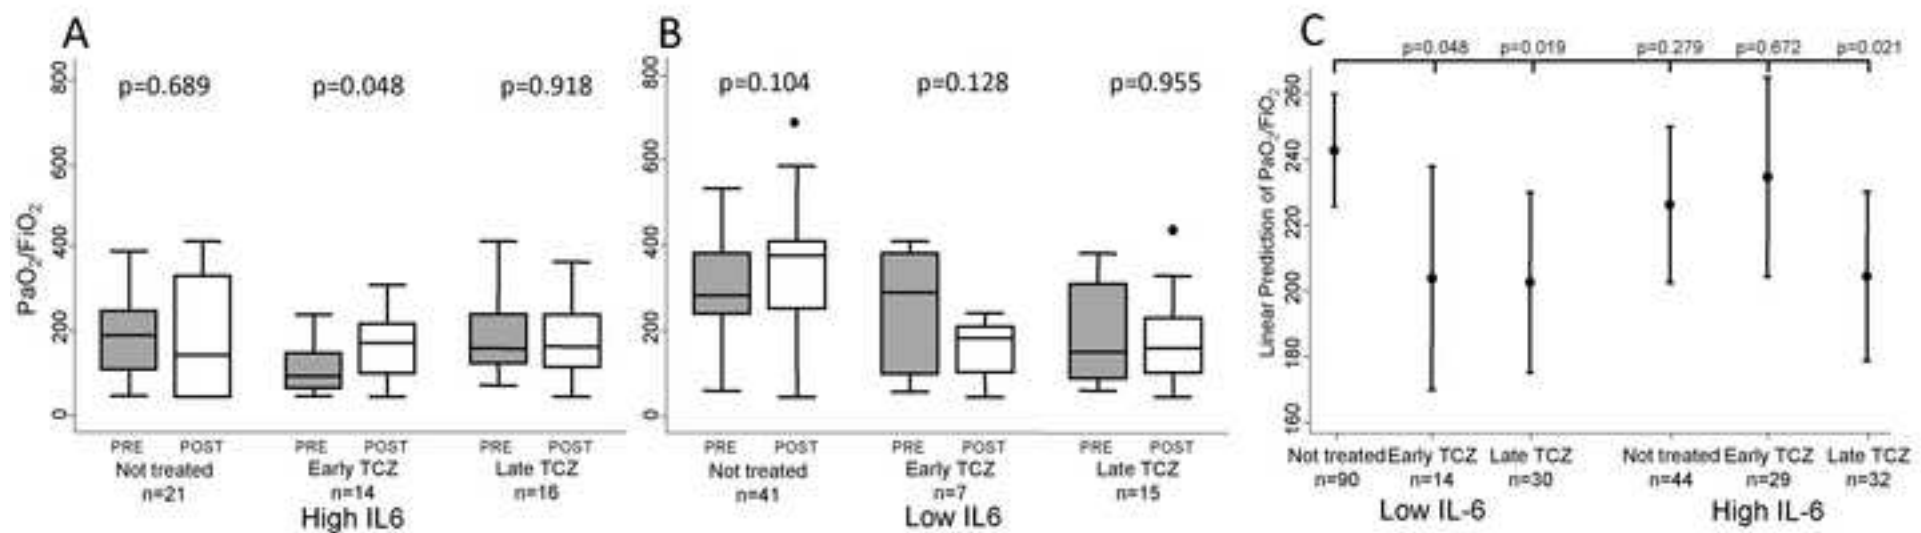 A
p=0.689 p=0.048 p=0.918
PaO2/FiO2
800
600
400
200
0
PRE POST PRE POST PRE POST
Not treated Early TCZ Late TCZ
n=21 n=14 n=16
High IL6
B
p=0.104 p=0.128 p=0.955
800
600
400
200
0
PRE POST PRE POST PRE POST
Not treated Early TCZ Late TCZ
n=41 n=7 n=15
Low IL6
C
p=0.048 p=0.019 p=0.279 p=0.672 p=0.021
Linear Prediction of PaO2/FiO2
260
240
220
200
180
160
Not treated Early TCZ Late TCZ Not treated Early TCZ Late TCZ
n=90 n=14 n=30 n=44 n=29 n=32
Low IL-6 High IL-6